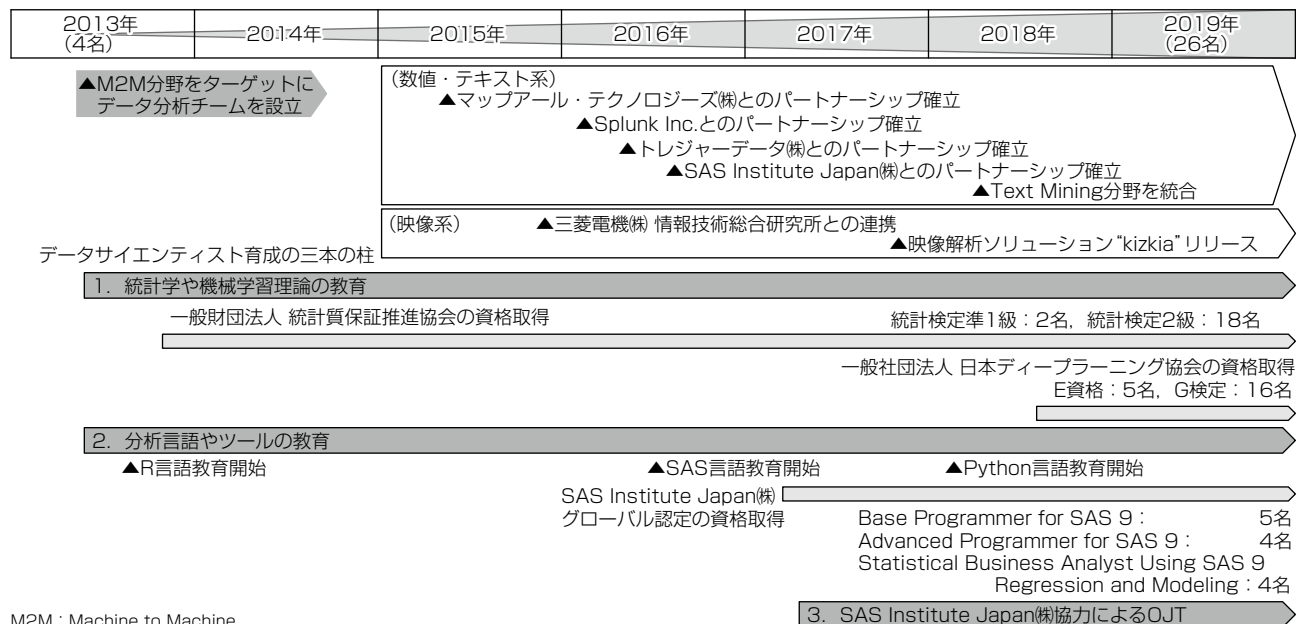 2013年
(4名)
2014年
2015年
2016年
2017年
2018年
2019年
(26名)
▲M2M分野をターゲットに
データ分析チームを設立
(数値・テキスト系)
▲マップアール・テクノロジーズ㈱とのパートナーシップ確立
▲Splunk Inc.とのパートナーシップ確立
▲トレジャーデータ㈱とのパートナーシップ確立
▲SAS Institute Japan㈱とのパートナーシップ確立
▲Text Mining分野を統合
(映像系)
▲三菱電機㈱ 情報技術総合研究所との連携
▲映像解析ソリューション“kizkia”リリース
データサイエンティスト育成の三本の柱
1. 統計学や機械学習理論の教育
一般財団法人 統計質保証推進協会の資格取得
統計検定準1級：2名，統計検定2級：18名
一般社団法人 日本ディープラーニング協会の資格取得
E資格：5名，G検定：16名
2. 分析言語やツールの教育
▲R言語教育開始
▲SAS言語教育開始
▲Python言語教育開始
SAS Institute Japan㈱
グローバル認定の資格取得
Base Programmer for SAS 9： 5名
Advanced Programmer for SAS 9： 4名
Statistical Business Analyst Using SAS 9
Regression and Modeling：4名
3. SAS Institute Japan㈱協力によるOJT
M2M：Machine to Machine